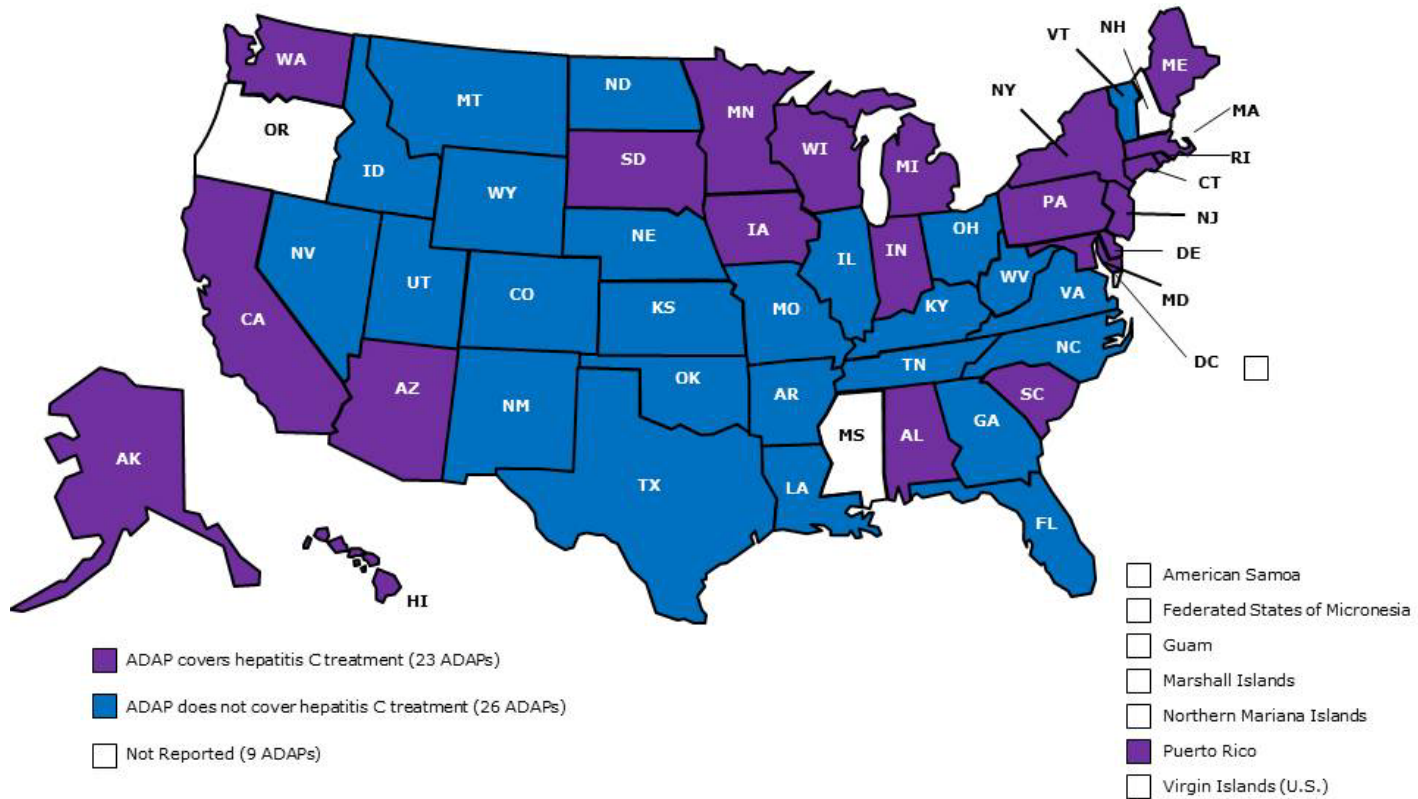 WA
MT
ND
MN
VT
NH
ME
NY
MA
OR
ID
SD
WI
MI
RI
WY
CT
PA
NJ
NV
NE
IA
IL
IN
OH
DE
UT
CO
WV
VA
MD
CA
KS
MO
KY
DC
NC
TN
AZ
NM
OK
AR
SC
AK
MS
AL
GA
TX
LA
FL
HI
American Samoa
Federated States of Micronesia
Guam
Marshall Islands
Northern Mariana Islands
Puerto Rico
Virgin Islands (U.S.)
ADAP covers hepatitis C treatment (23 ADAPs)
ADAP does not cover hepatitis C treatment (26 ADAPs)
Not Reported (9 ADAPs)